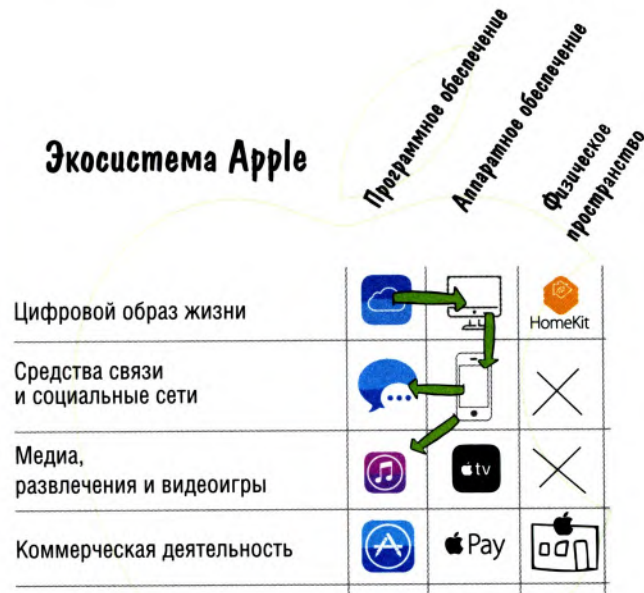 Программное обеспечение
Аппаратное обеспечение
Физическое
пространство
Экосистема Apple
Цифровой образ жизни
HomeKit
Средства связи
и социальные сети
Медиа,
развлечения и видеоигры
tv
Коммерческая деятельность
Pay